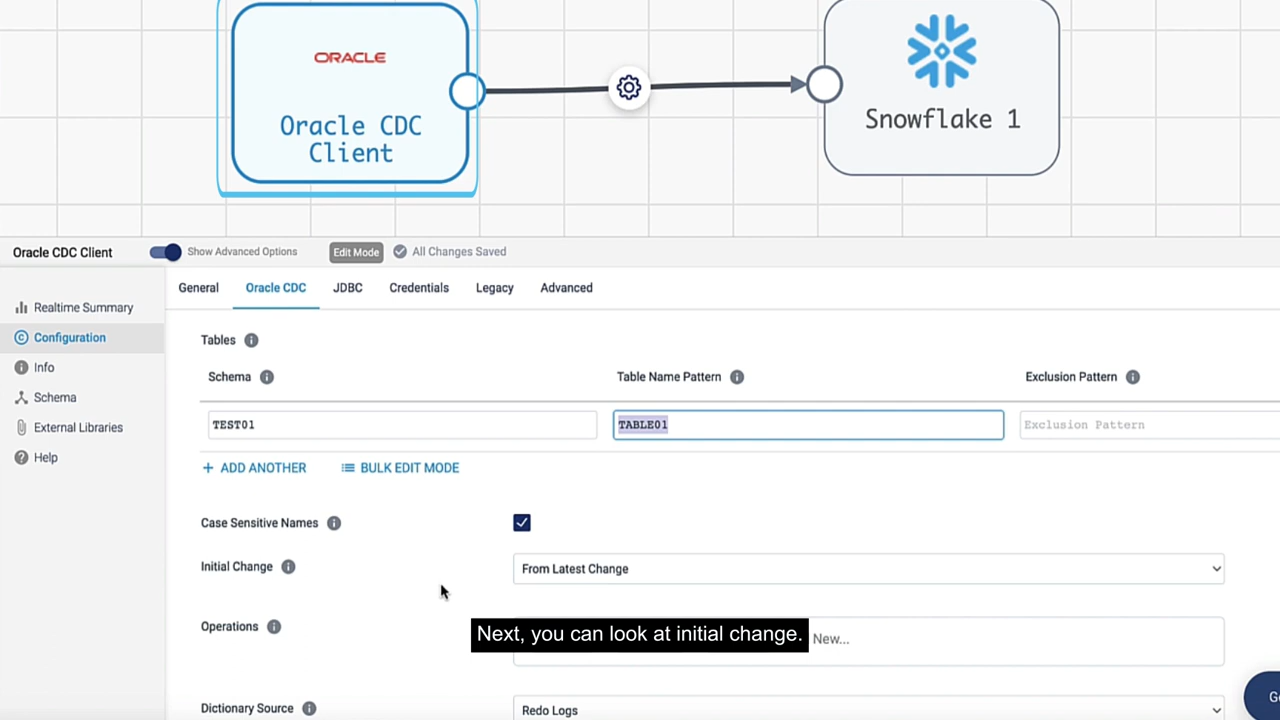 ORACLE
Oracle CDC
Client
Snowflake 1
Oracle CDC Client
Show Advanced Options
Edit Mode
All Changes Saved
Realtime Summary
Configuration
Info
Schema
External Libraries
Help
General
Oracle CDC
JDBC
Credentials
Legacy
Advanced
Tables
Schema
Table Name Pattern
Exclusion Pattern
TEST01
TABLE01
Exclusion Pattern
+ ADD ANOTHER
BULK EDIT MODE
Case Sensitive Names
Initial Change
From Latest Change
Operations
New...
Next, you can look at initial change.
Dictionary Source
Redo Logs